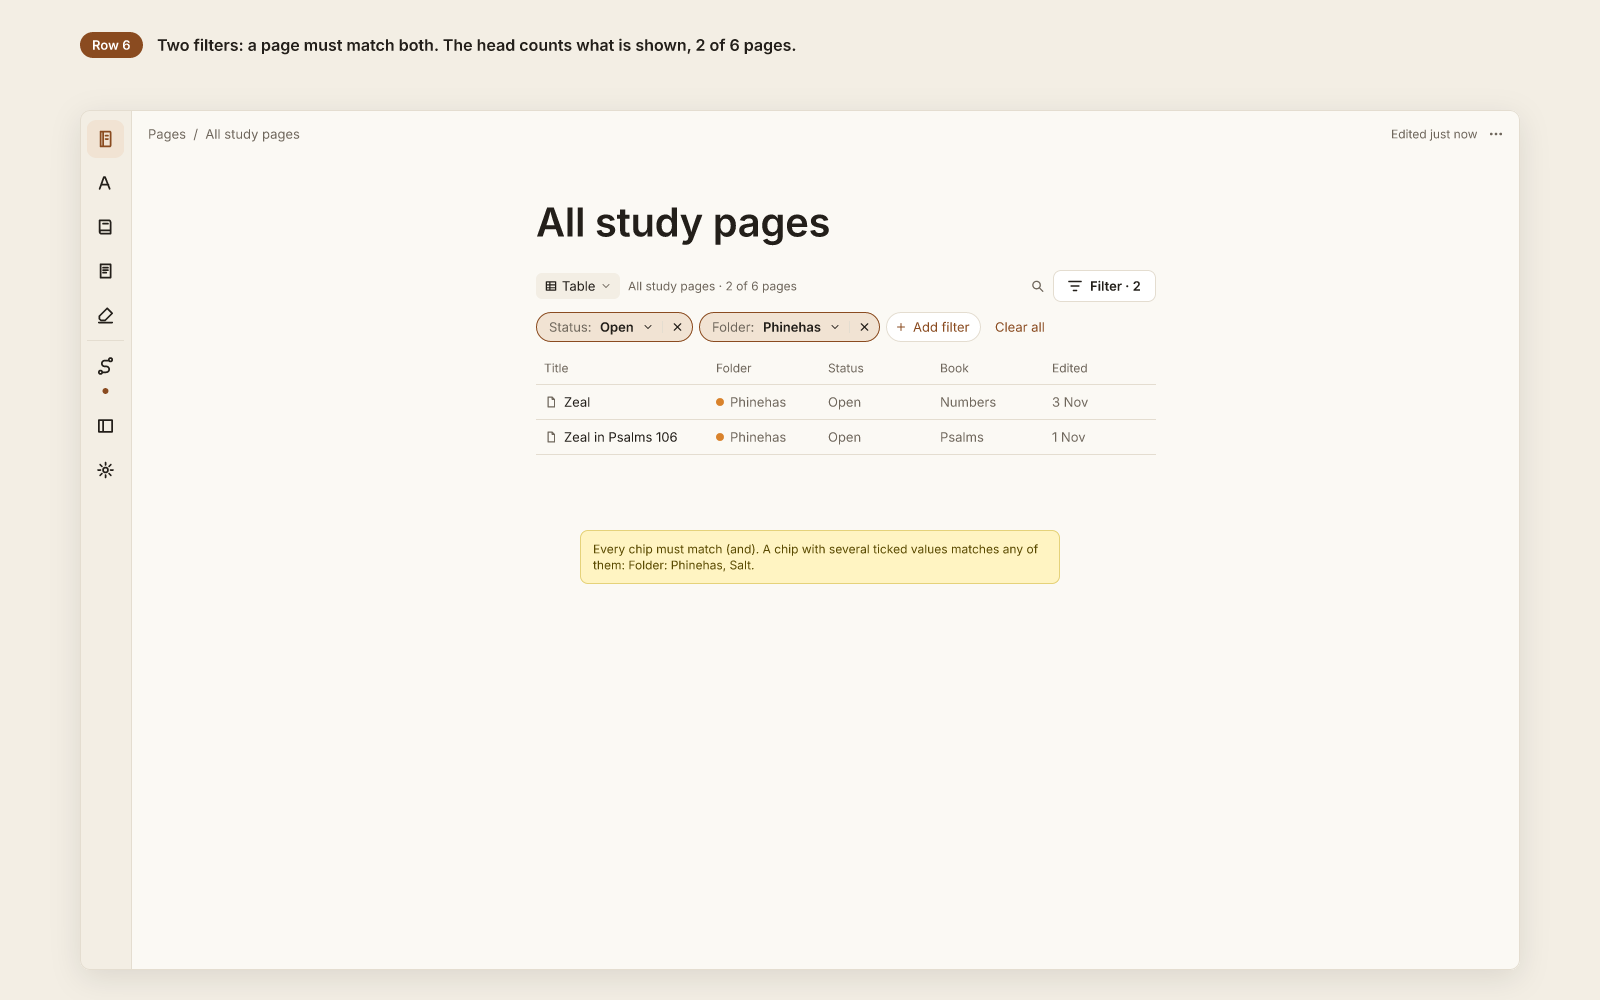 Row 6 Two filters: a page must match both. The head counts what is shown, 2 of 6 pages.
Pages / All study pages
Edited just now
All study pages
Table All study pages · 2 of 6 pages
Filter · 2
Status: Open Folder: Phinehas + Add filter Clear all
Title Folder Status Book Edited
Zeal Phinehas Open Numbers 3 Nov
Zeal in Psalms 106 Phinehas Open Psalms 1 Nov
Every chip must match (and). A chip with several ticked values matches any of
them: Folder: Phinehas, Salt.